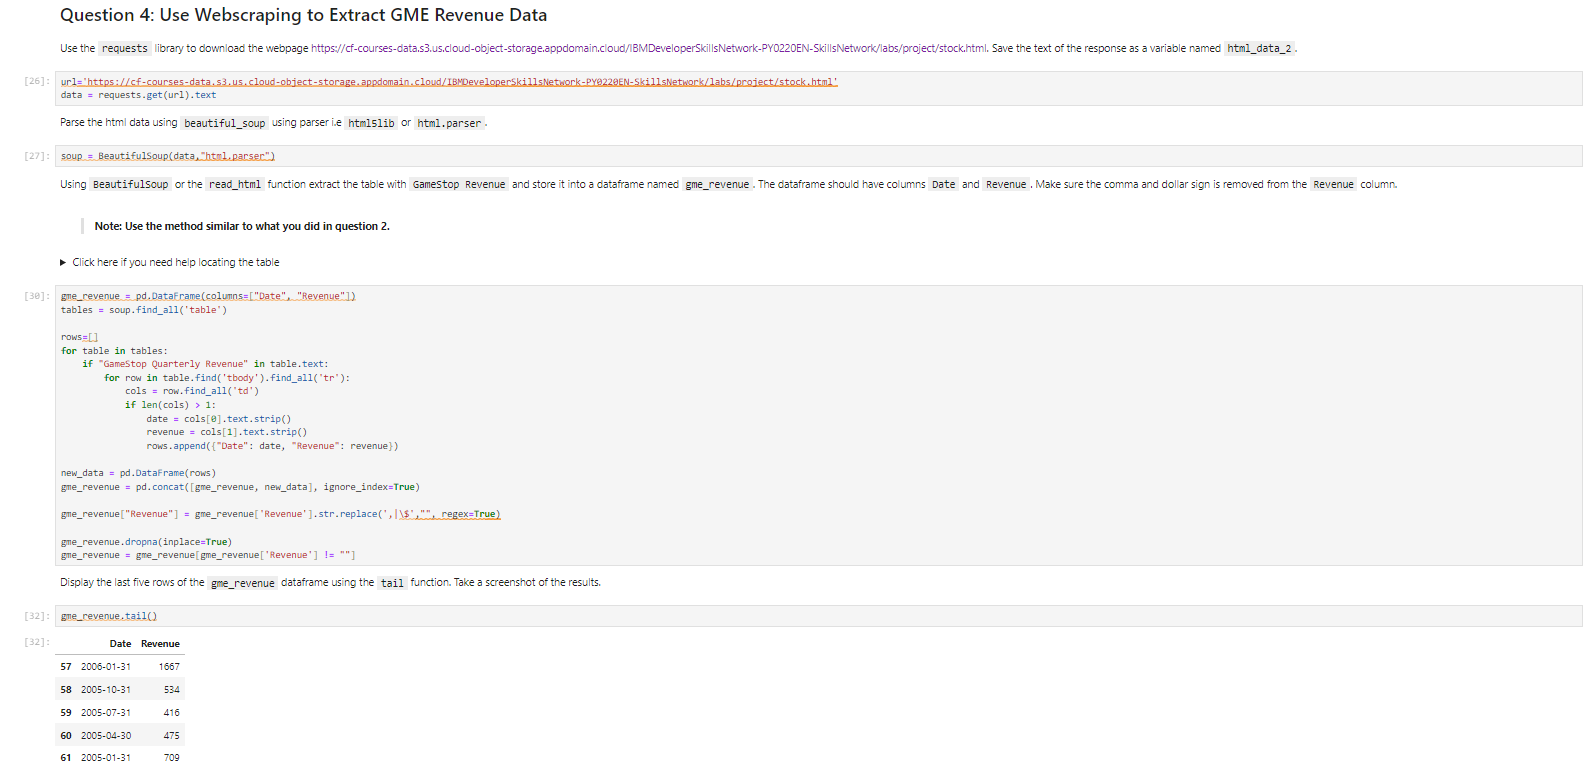 Question 4: Use Webscraping to Extract GME Revenue Data
Use the requests library to download the webpage https://cf-courses-data.s3.us.cloud-object-storage.appdomain.cloud/IBMDeveloperSkillsNetwork-PY0220EN-SkillsNetwork/labs/project/stock.html. Save the text of the response as a variable named html_data_2.
[26]: url='https://cf-courses-data.s3.us.cloud-object-storage.appdomain.cloud/IBMDeveloperSkillsNetwork-PY0220EN-SkillsNetwork/labs/project/stock.html'
data = requests.get(url).text
Parse the html data using beautiful_soup using parser i.e html5lib or html.parser.
[27]: soup = BeautifulSoup(data,"html.parser")
Using BeautifulSoup or the read_html function extract the table with GameStop Revenue and store it into a dataframe named gme_revenue. The dataframe should have columns Date and Revenue. Make sure the comma and dollar sign is removed from the Revenue column.
Note: Use the method similar to what you did in question 2.
▶ Click here if you need help locating the table
[30]: gme_revenue = pd.DataFrame(columns=["Date", "Revenue"])
tables = soup.find_all('table')
rows=[]
for table in tables:
    if "GameStop Quarterly Revenue" in table.text:
        for row in table.find('tbody').find_all('tr'):
            cols = row.find_all('td')
            if len(cols) > 1:
                date = cols[0].text.strip()
                revenue = cols[1].text.strip()
                rows.append({"Date": date, "Revenue": revenue})
new_data = pd.DataFrame(rows)
gme_revenue = pd.concat([gme_revenue, new_data], ignore_index=True)
gme_revenue["Revenue"] = gme_revenue['Revenue'].str.replace(',|\$',"", regex=True)
gme_revenue.dropna(inplace=True)
gme_revenue = gme_revenue[gme_revenue['Revenue'] != ""]
Display the last five rows of the gme_revenue dataframe using the tail function. Take a screenshot of the results.
[32]: gme_revenue.tail()
[32]:
Date Revenue
57 2006-01-31 1667
58 2005-10-31 534
59 2005-07-31 416
60 2005-04-30 475
61 2005-01-31 709